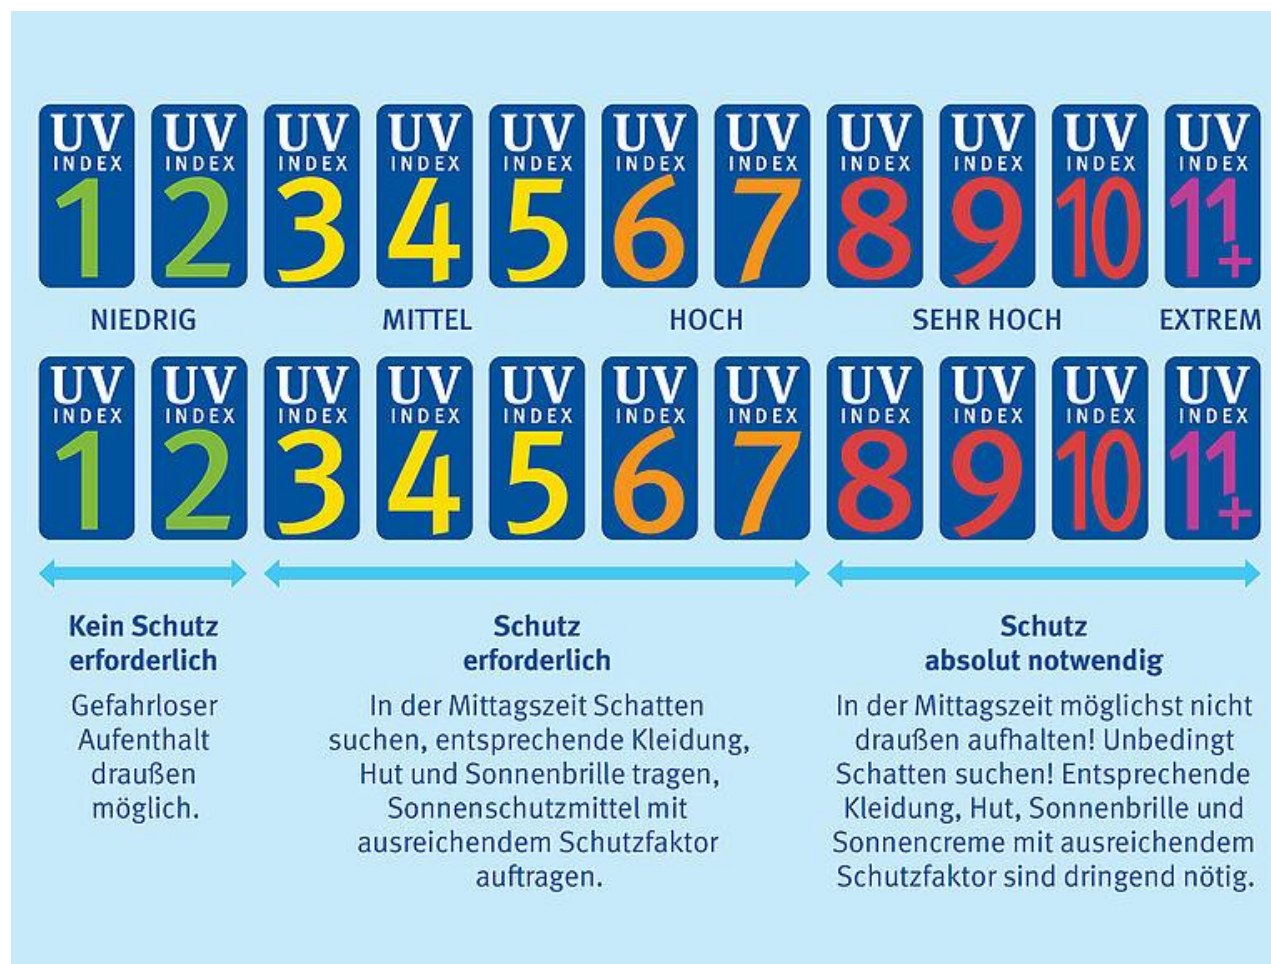 UV INDEX 1 UV INDEX 2 UV INDEX 3 UV INDEX 4 UV INDEX 5 UV INDEX 6 UV INDEX 7 UV INDEX 8 UV INDEX 9 UV INDEX 10 UV INDEX 11+
NIEDRIG MITTEL HOCH SEHR HOCH EXTREM
UV INDEX 1 UV INDEX 2 UV INDEX 3 UV INDEX 4 UV INDEX 5 UV INDEX 6 UV INDEX 7 UV INDEX 8 UV INDEX 9 UV INDEX 10 UV INDEX 11+
Kein Schutz
erforderlich
Gefahrloser
Aufenthalt
draußen
möglich.
Schutz
erforderlich
In der Mittagszeit Schatten
suchen, entsprechende Kleidung,
Hut und Sonnenbrille tragen,
Sonnenschutzmittel mit
ausreichendem Schutzfaktor
auftragen.
Schutz
absolut notwendig
In der Mittagszeit möglichst nicht
draußen aufhalten! Unbedingt
Schatten suchen! Entsprechende
Kleidung, Hut, Sonnenbrille und
Sonnencreme mit ausreichendem
Schutzfaktor sind dringend nötig.